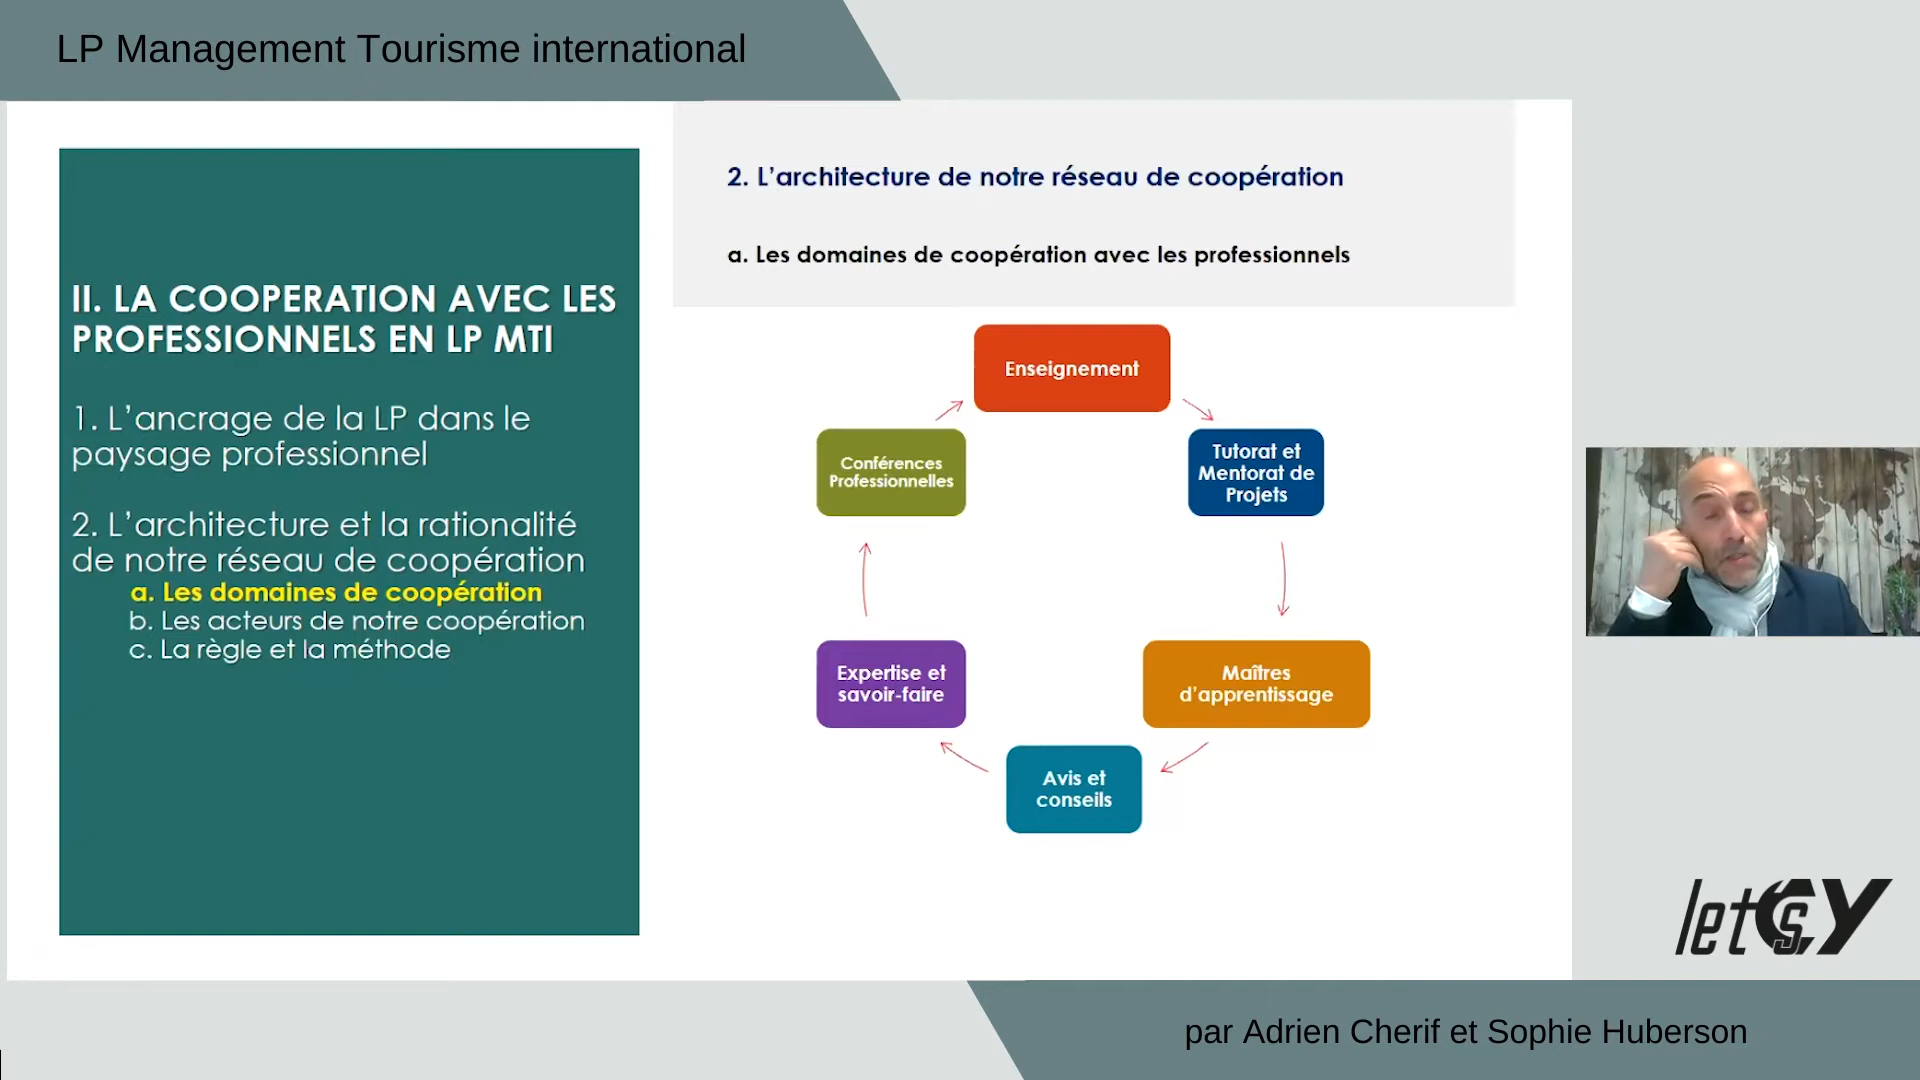 LP Management Tourisme international
II. LA COOPERATION AVEC LES
PROFESSIONNELS EN LP MTI
1. L’ancrage de la LP dans le
paysage professionnel
2. L’architecture et la rationalité
de notre réseau de coopération
a. Les domaines de coopération
b. Les acteurs de notre coopération
c. La règle et la méthode
2. L’architecture de notre réseau de coopération
a. Les domaines de coopération avec les professionnels
Enseignement
Tutorat et
Mentorat de
Projets
Maîtres
d’apprentissage
Avis et
conseils
Expertise et
savoir-faire
Conférences
Professionnelles
let's CY
par Adrien Cherif et Sophie Huberson